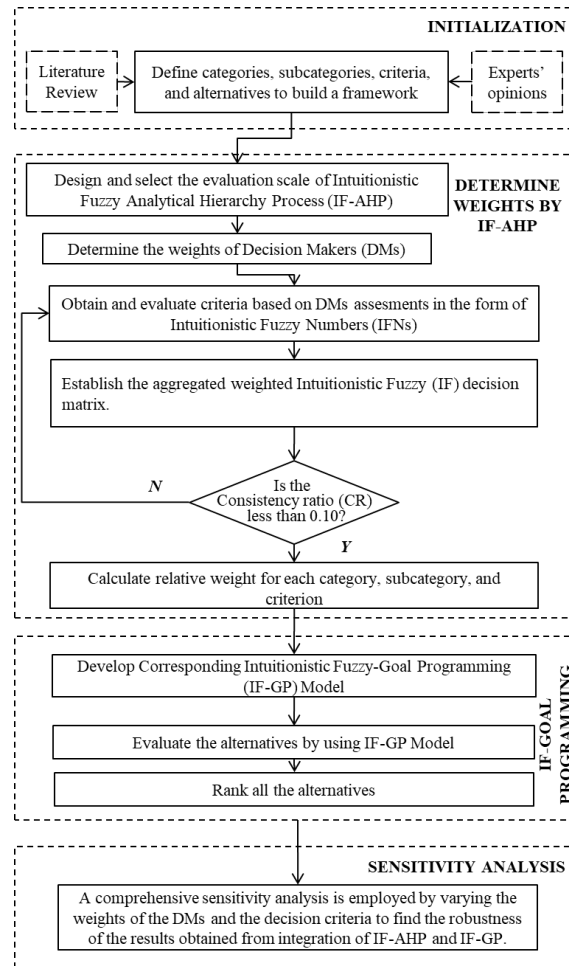 INITIALIZATION
Literature
Review
Define categories, subcategories, criteria,
and alternatives to build a framework
Experts'
opinions
Design and select the evaluation scale of Intuitionistic
Fuzzy Analytical Hierarchy Process (IF-AHP)
DETERMINE
WEIGHTS BY
IF-AHP
Determine the weights of Decision Makers (DMs)
Obtain and evaluate criteria based on DMs assesments in the form of
Intuitionistic Fuzzy Numbers (IFNs)
Establish the aggregated weighted Intuitionistic Fuzzy (IF) decision
matrix.
Is the
Consistency ratio (CR)
less than 0.10?
N
Y
Calculate relative weight for each category, subcategory, and
criterion
Develop Corresponding Intuitionistic Fuzzy-Goal Programming
(IF-GP) Model
Evaluate the alternatives by using IF-GP Model
Rank all the alternatives
IF-GOAL
PROGRAMMING
SENSITIVITY ANALYSIS
A comprehensive sensitivity analysis is employed by varying the
weights of the DMs and the decision criteria to find the robustness
of the results obtained from integration of IF-AHP and IF-GP.